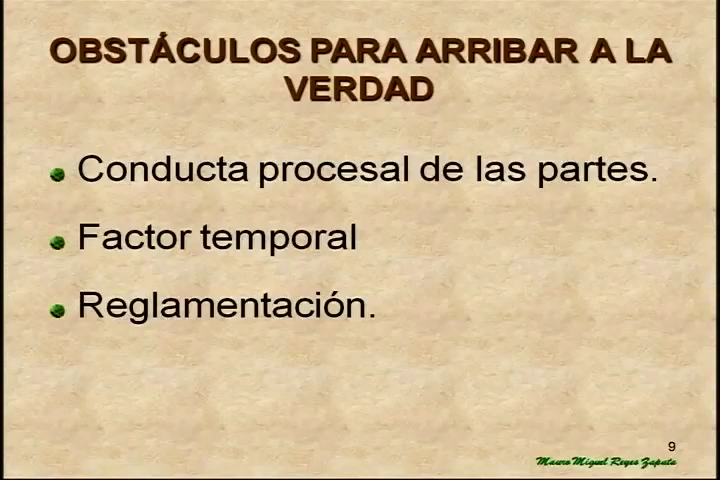 OBSTÁCULOS PARA ARRIBAR A LA
VERDAD
Conducta procesal de las partes.
Factor temporal
Reglamentación.
9
Mauro Miguel Reyes Zapata